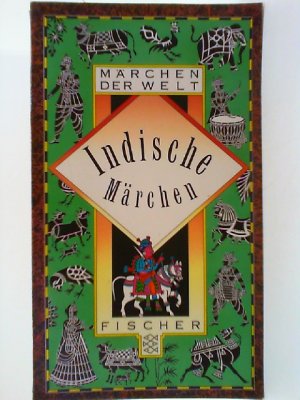 MÄRCHEN
DER WELT
Indische
Märchen
FISCHER